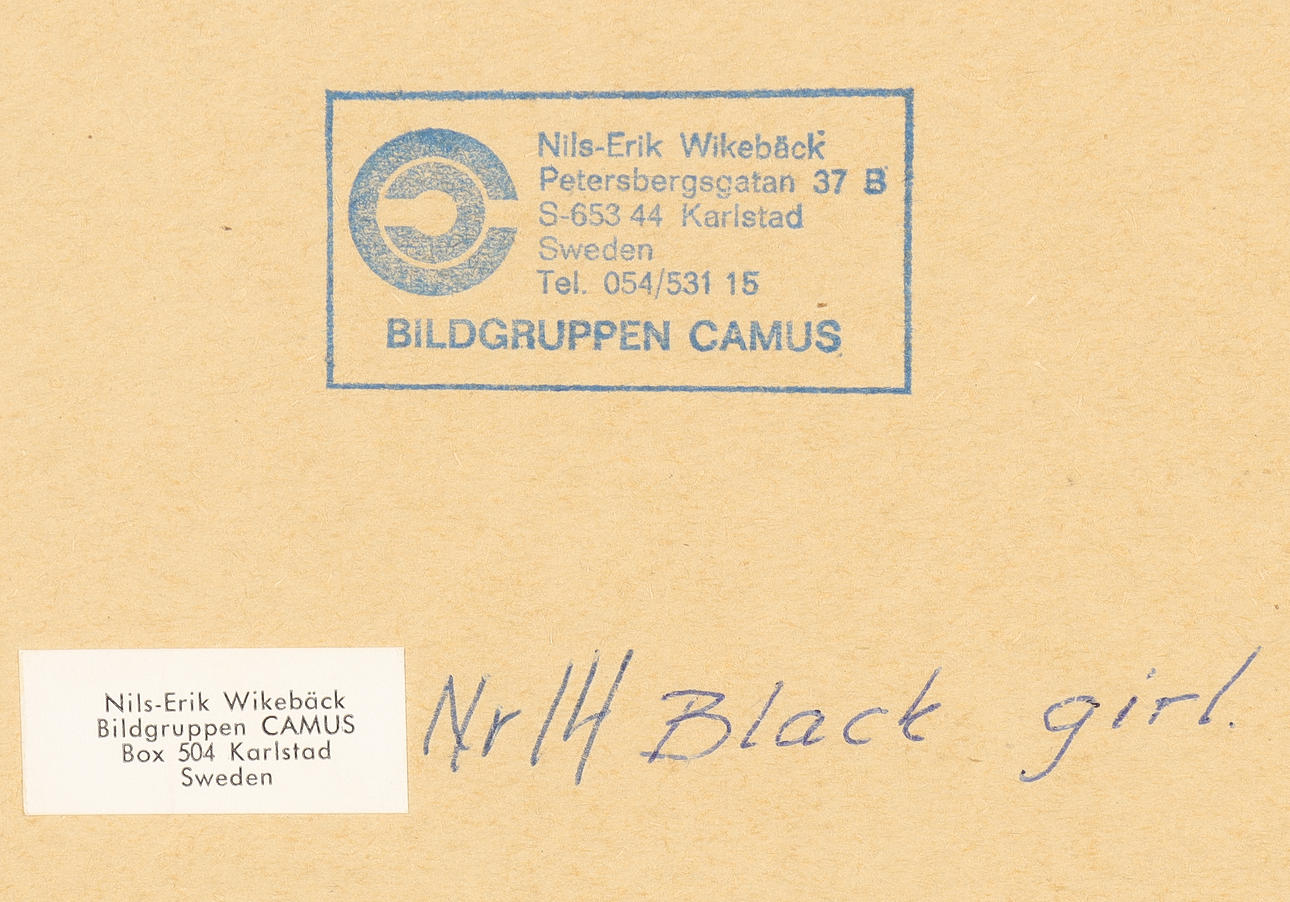 Nils-Erik Wikebäck
Petersbergsgatan 37 B
S-653 44 Karlstad
Sweden
Tel. 054/531 15
BILDGRUPPEN CAMUS
Nils-Erik Wikebäck
Bildgruppen CAMUS
Box 504 Karlstad
Sweden
Nr 14 Black girl.